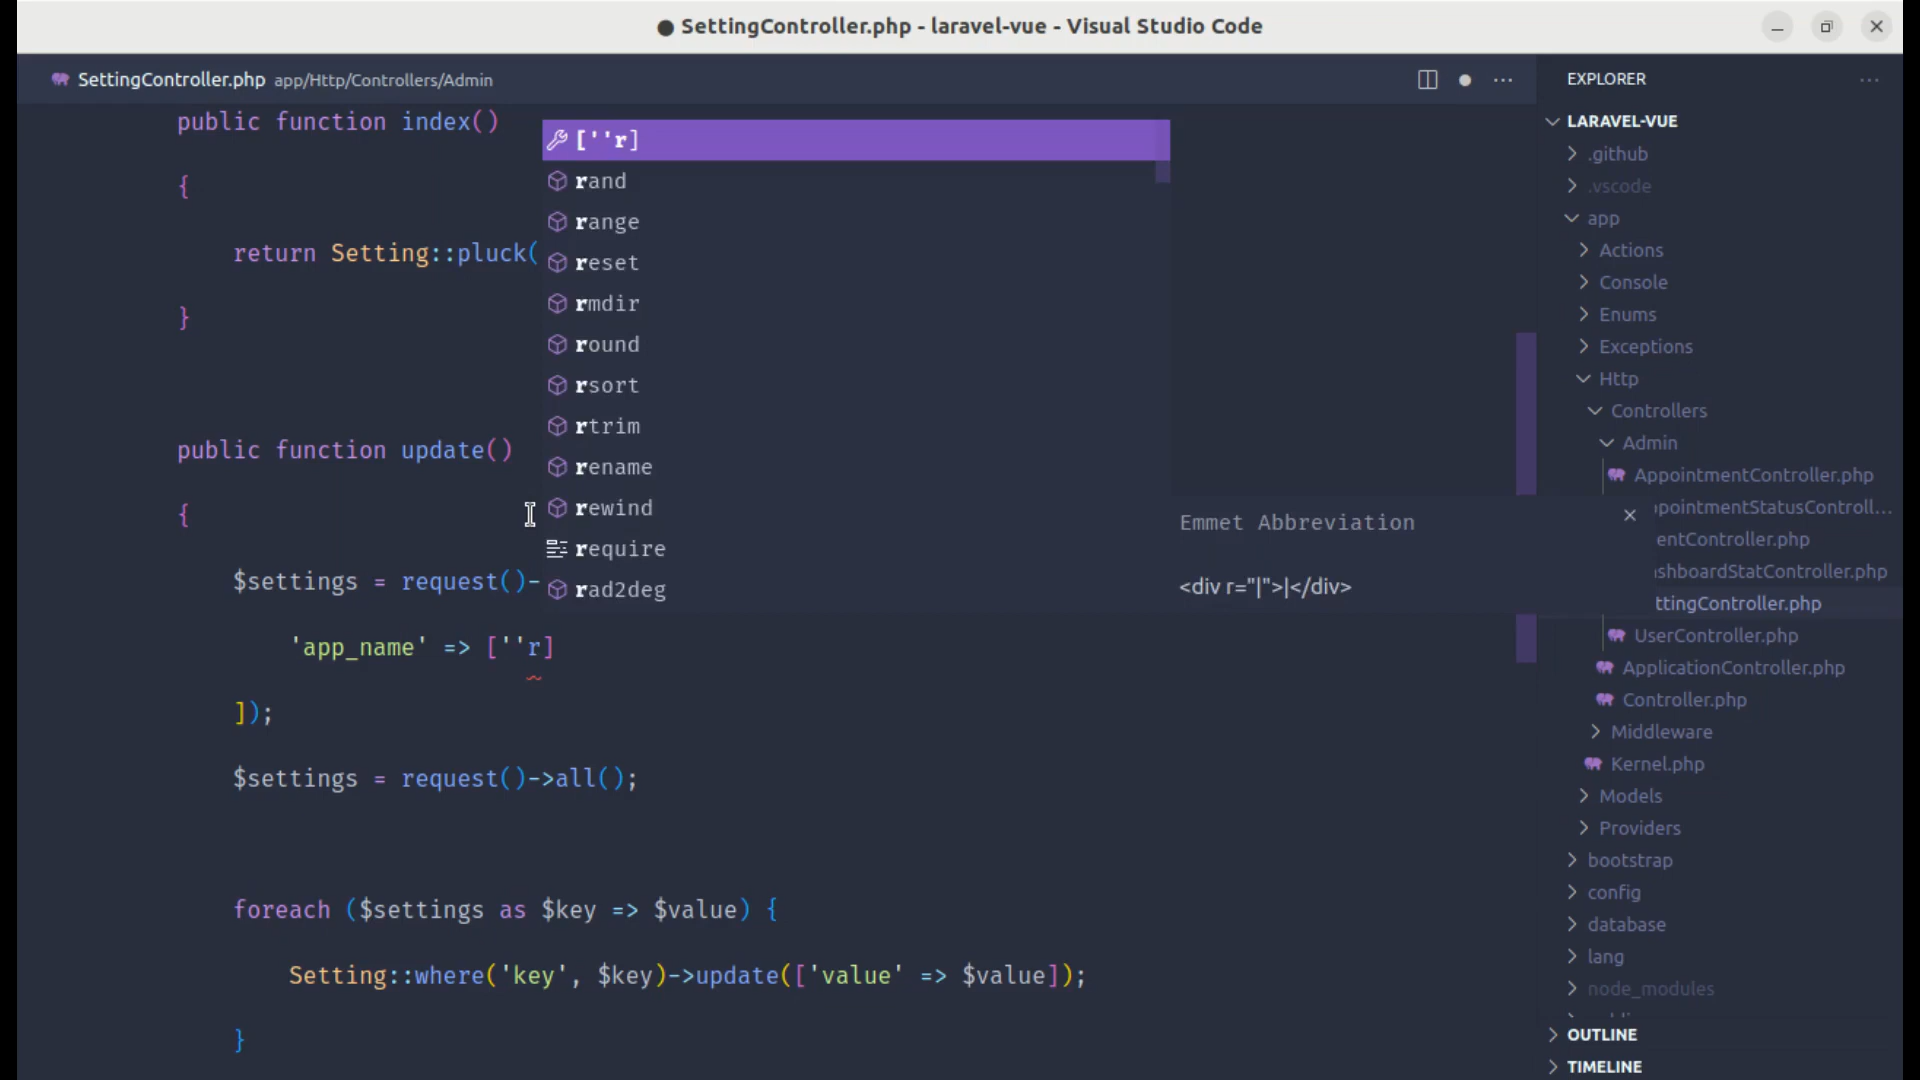 ● SettingController.php - laravel-vue - Visual Studio Code
SettingController.php app/Http/Controllers/Admin
public function index()
{
return Setting::pluck(
}
public function update()
{
$settings = request()-
'app_name' => [''r]
]);
$settings = request()->all();
foreach ($settings as $key => $value) {
Setting::where('key', $key)->update(['value' => $value]);
}
[''r]
rand
range
reset
rmdir
round
rsort
rtrim
rename
rewind
require
rad2deg
Emmet Abbreviation
<div r="|">|</div>
EXPLORER
LARAVEL-VUE
.github
.vscode
app
Actions
Console
Enums
Exceptions
Http
Controllers
Admin
AppointmentController.php
ppointmentStatusControll...
entController.php
shboardStatController.php
ttingController.php
UserController.php
ApplicationController.php
Controller.php
Middleware
Kernel.php
Models
Providers
bootstrap
config
database
lang
node_modules
OUTLINE
TIMELINE